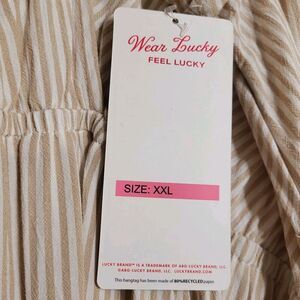 Wear Lucky
FEEL LUCKY
SIZE: XXL
LUCKY BRAND™ IS A TRADEMARK OF ABG LUCKY BRAND, LLC.
©ABG LUCKY BRAND, LLC. LUCKYBRAND.COM
This hangtag has been made of 80%RECYCLED paper.